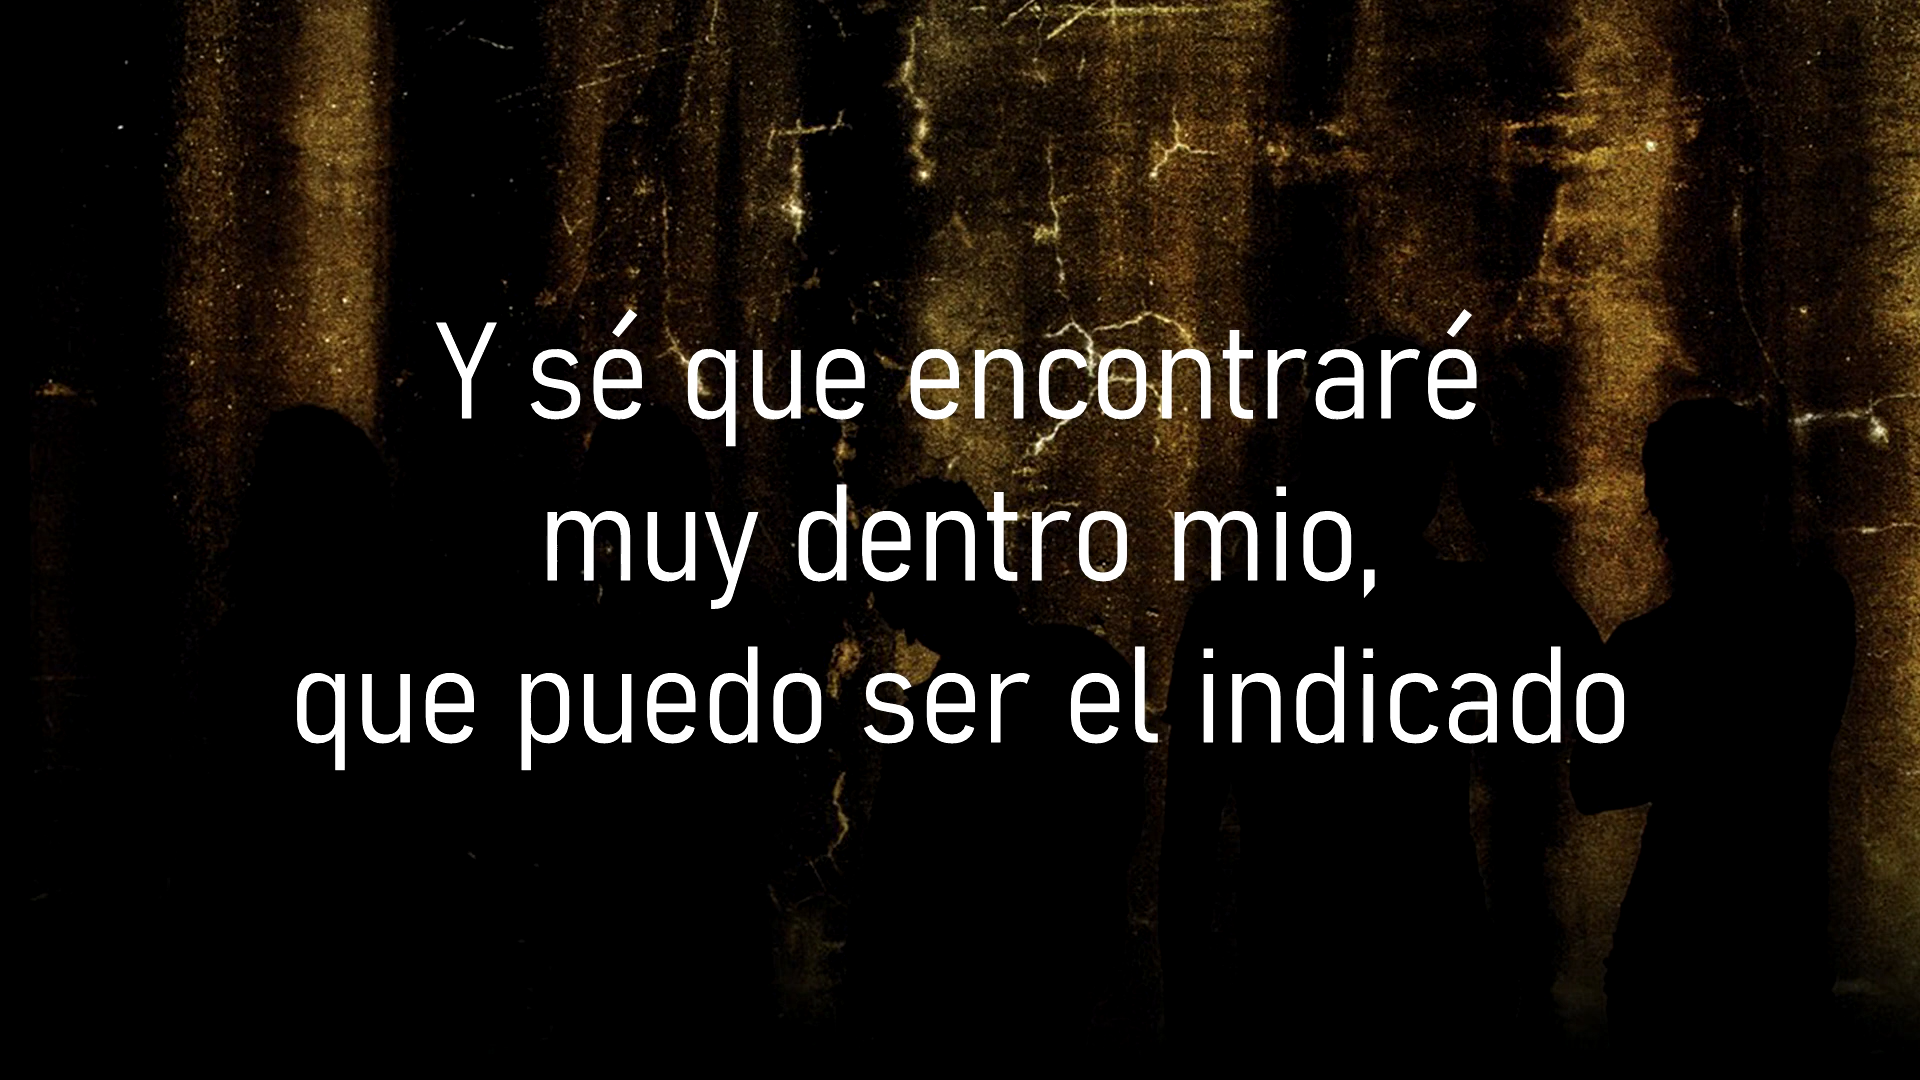 Y sé que encontraré
muy dentro mio,
que puedo ser el indicado